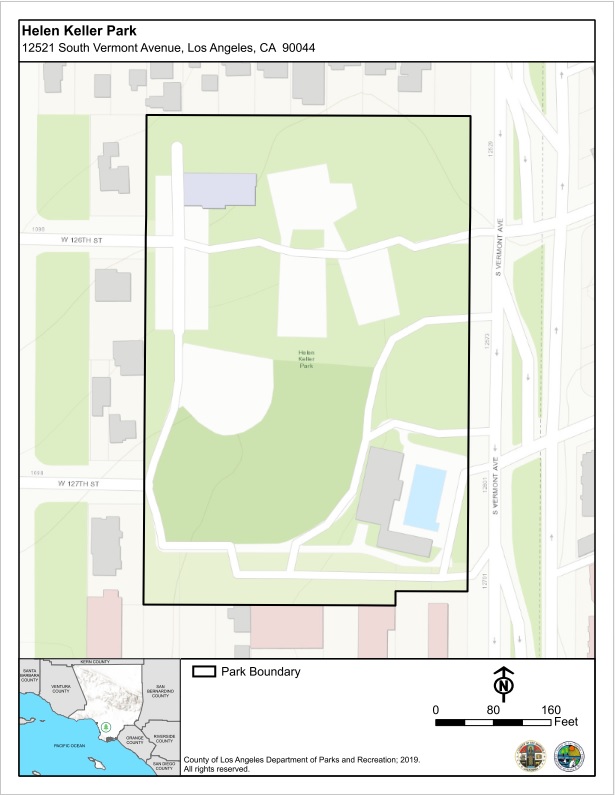 Helen Keller Park
12521 South Vermont Avenue, Los Angeles, CA  90044
W 126TH ST
S VERMONT AVE
Helen
Keller
Park
W 127TH ST
S VERMONT AVE
KERN COUNTY
SANTA
BARBARA
COUNTY
VENTURA
COUNTY
SAN
BERNARDINO
COUNTY
ORANGE
COUNTY
RIVERSIDE
COUNTY
SAN DIEGO
COUNTY
PACIFIC OCEAN
Park Boundary
N
0 80 160
Feet
County of Los Angeles Department of Parks and Recreation; 2019.
All rights reserved.